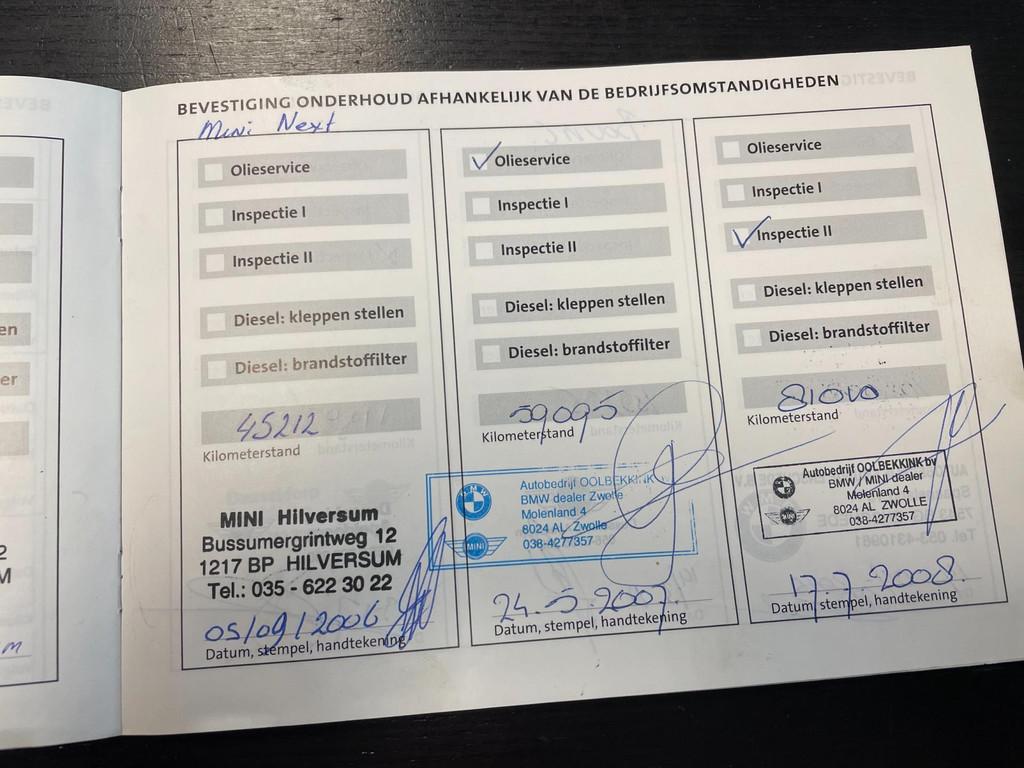 BEVESTIGING ONDERHOUD AFHANKELIJK VAN DE BEDRIJFSOMSTANDIGHEDEN
Mini Next
Olieservice
Inspectie I
Inspectie II
Diesel: kleppen stellen
Diesel: brandstoffilter
45212
Kilometerstand
MINI Hilversum
Bussumergrintweg 12
1217 BP HILVERSUM
Tel.: 035 - 622 30 22
05/09/2006
Datum, stempel, handtekening
Olieservice
Inspectie I
Inspectie II
Diesel: kleppen stellen
Diesel: brandstoffilter
59095
Kilometerstand
BMW
MINI
Autobedrijf OOLBEKKINK
BMW dealer Zwolle
Molenland 4
8024 AL Zwolle
038-4277357
24.5.2007.
Datum, stempel, handtekening
Olieservice
Inspectie I
Inspectie II
Diesel: kleppen stellen
Diesel: brandstoffilter
81010
Kilometerstand
Autobedrijf OOLBEKKINK bv
BMW / MINI dealer
Molenland 4
8024 AL ZWOLLE
038-4277357
17.7.2008.
Datum, stempel, handtekening
en
er